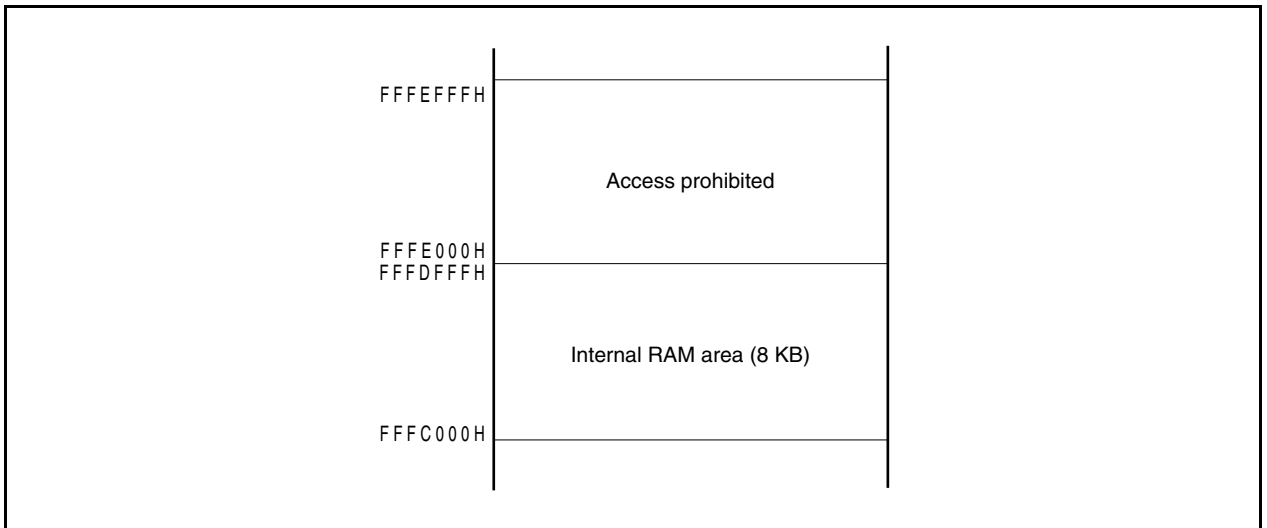 FFFEFFFH
Access prohibited
FFFE000H
FFFDFFFH
Internal RAM area (8 KB)
FFFC000H